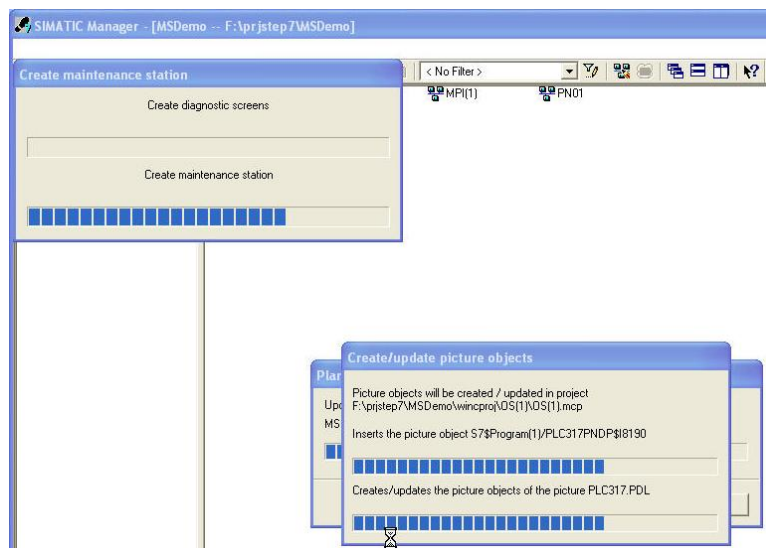 SIMATIC Manager - [MSDemo -- F:\prjstep7\MSDemo]
Create maintenance station
< No Filter >
MPI(1) PN01
Create diagnostic screens
Create maintenance station
Create/update picture objects
Plan
Picture objects will be created / updated in project
Upd
F:\prjstep7\MSDemo\wincproj\OS(1)\OS(1).mcp
MS
Inserts the picture object S7$Program(1)/PLC317PNDP$I8190
Creates/updates the picture objects of the picture PLC317.PDL